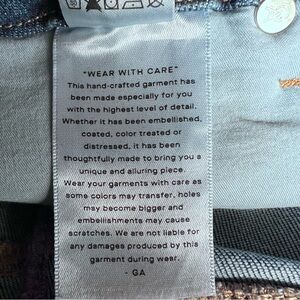 "WEAR WITH CARE"
This hand-crafted garment has
been made especially for you
with the highest level of detail.
Whether it has been embellished,
coated, color treated or
distressed, it has been
thoughtfully made to bring you a
unique and alluring piece.
Wear your garments with care as
some colors may transfer, holes
may become bigger and
embellishments may cause
scratches. We are not liable for
any damages produced by this
garment during wear.
- GA